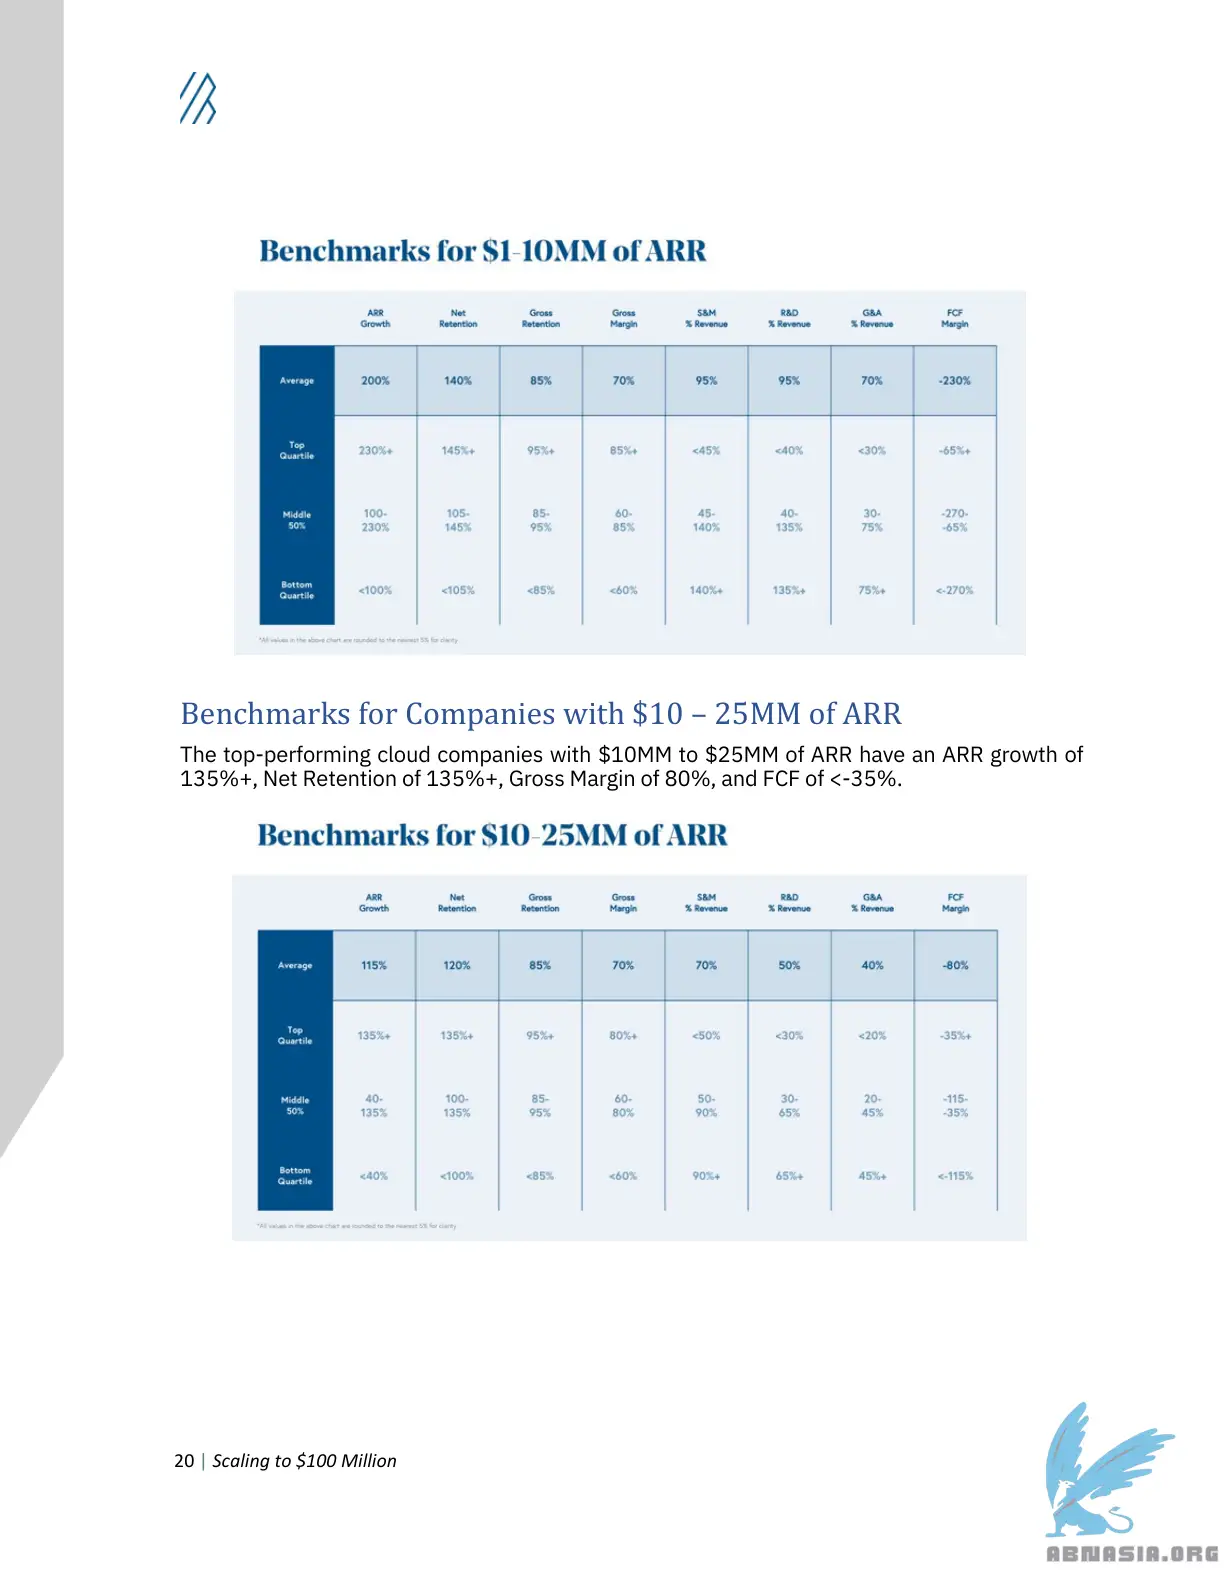 Benchmarks for $1-10MM of ARR
ARR Growth Net Retention Gross Retention Gross Margin S&M % Revenue R&D % Revenue G&A % Revenue FCF Margin
Average 200% 140% 85% 70% 95% 95% 70% -230%
Top Quartile 230%+ 145%+ 95%+ 85%+ <45% <40% <30% -65%+
Middle 50% 100-230% 105-145% 85-95% 60-85% 45-140% 40-135% 30-75% -270--65%
Bottom Quartile <100% <105% <85% <60% 140%+ 135%+ 75%+ <-270%
*All values in the above chart are rounded to the nearest 5% for clarity
Benchmarks for Companies with $10 – 25MM of ARR
The top-performing cloud companies with $10MM to $25MM of ARR have an ARR growth of
135%+, Net Retention of 135%+, Gross Margin of 80%, and FCF of <-35%.
Benchmarks for $10-25MM of ARR
ARR Growth Net Retention Gross Retention Gross Margin S&M % Revenue R&D % Revenue G&A % Revenue FCF Margin
Average 115% 120% 85% 70% 70% 50% 40% -80%
Top Quartile 135%+ 135%+ 95%+ 80%+ <50% <30% <20% -35%+
Middle 50% 40-135% 100-135% 85-95% 60-80% 50-90% 30-65% 20-45% -115--35%
Bottom Quartile <40% <100% <85% <60% 90%+ 65%+ 45%+ <-115%
*All values in the above chart are rounded to the nearest 5% for clarity
20 | Scaling to $100 Million
ABNASIA.ORG